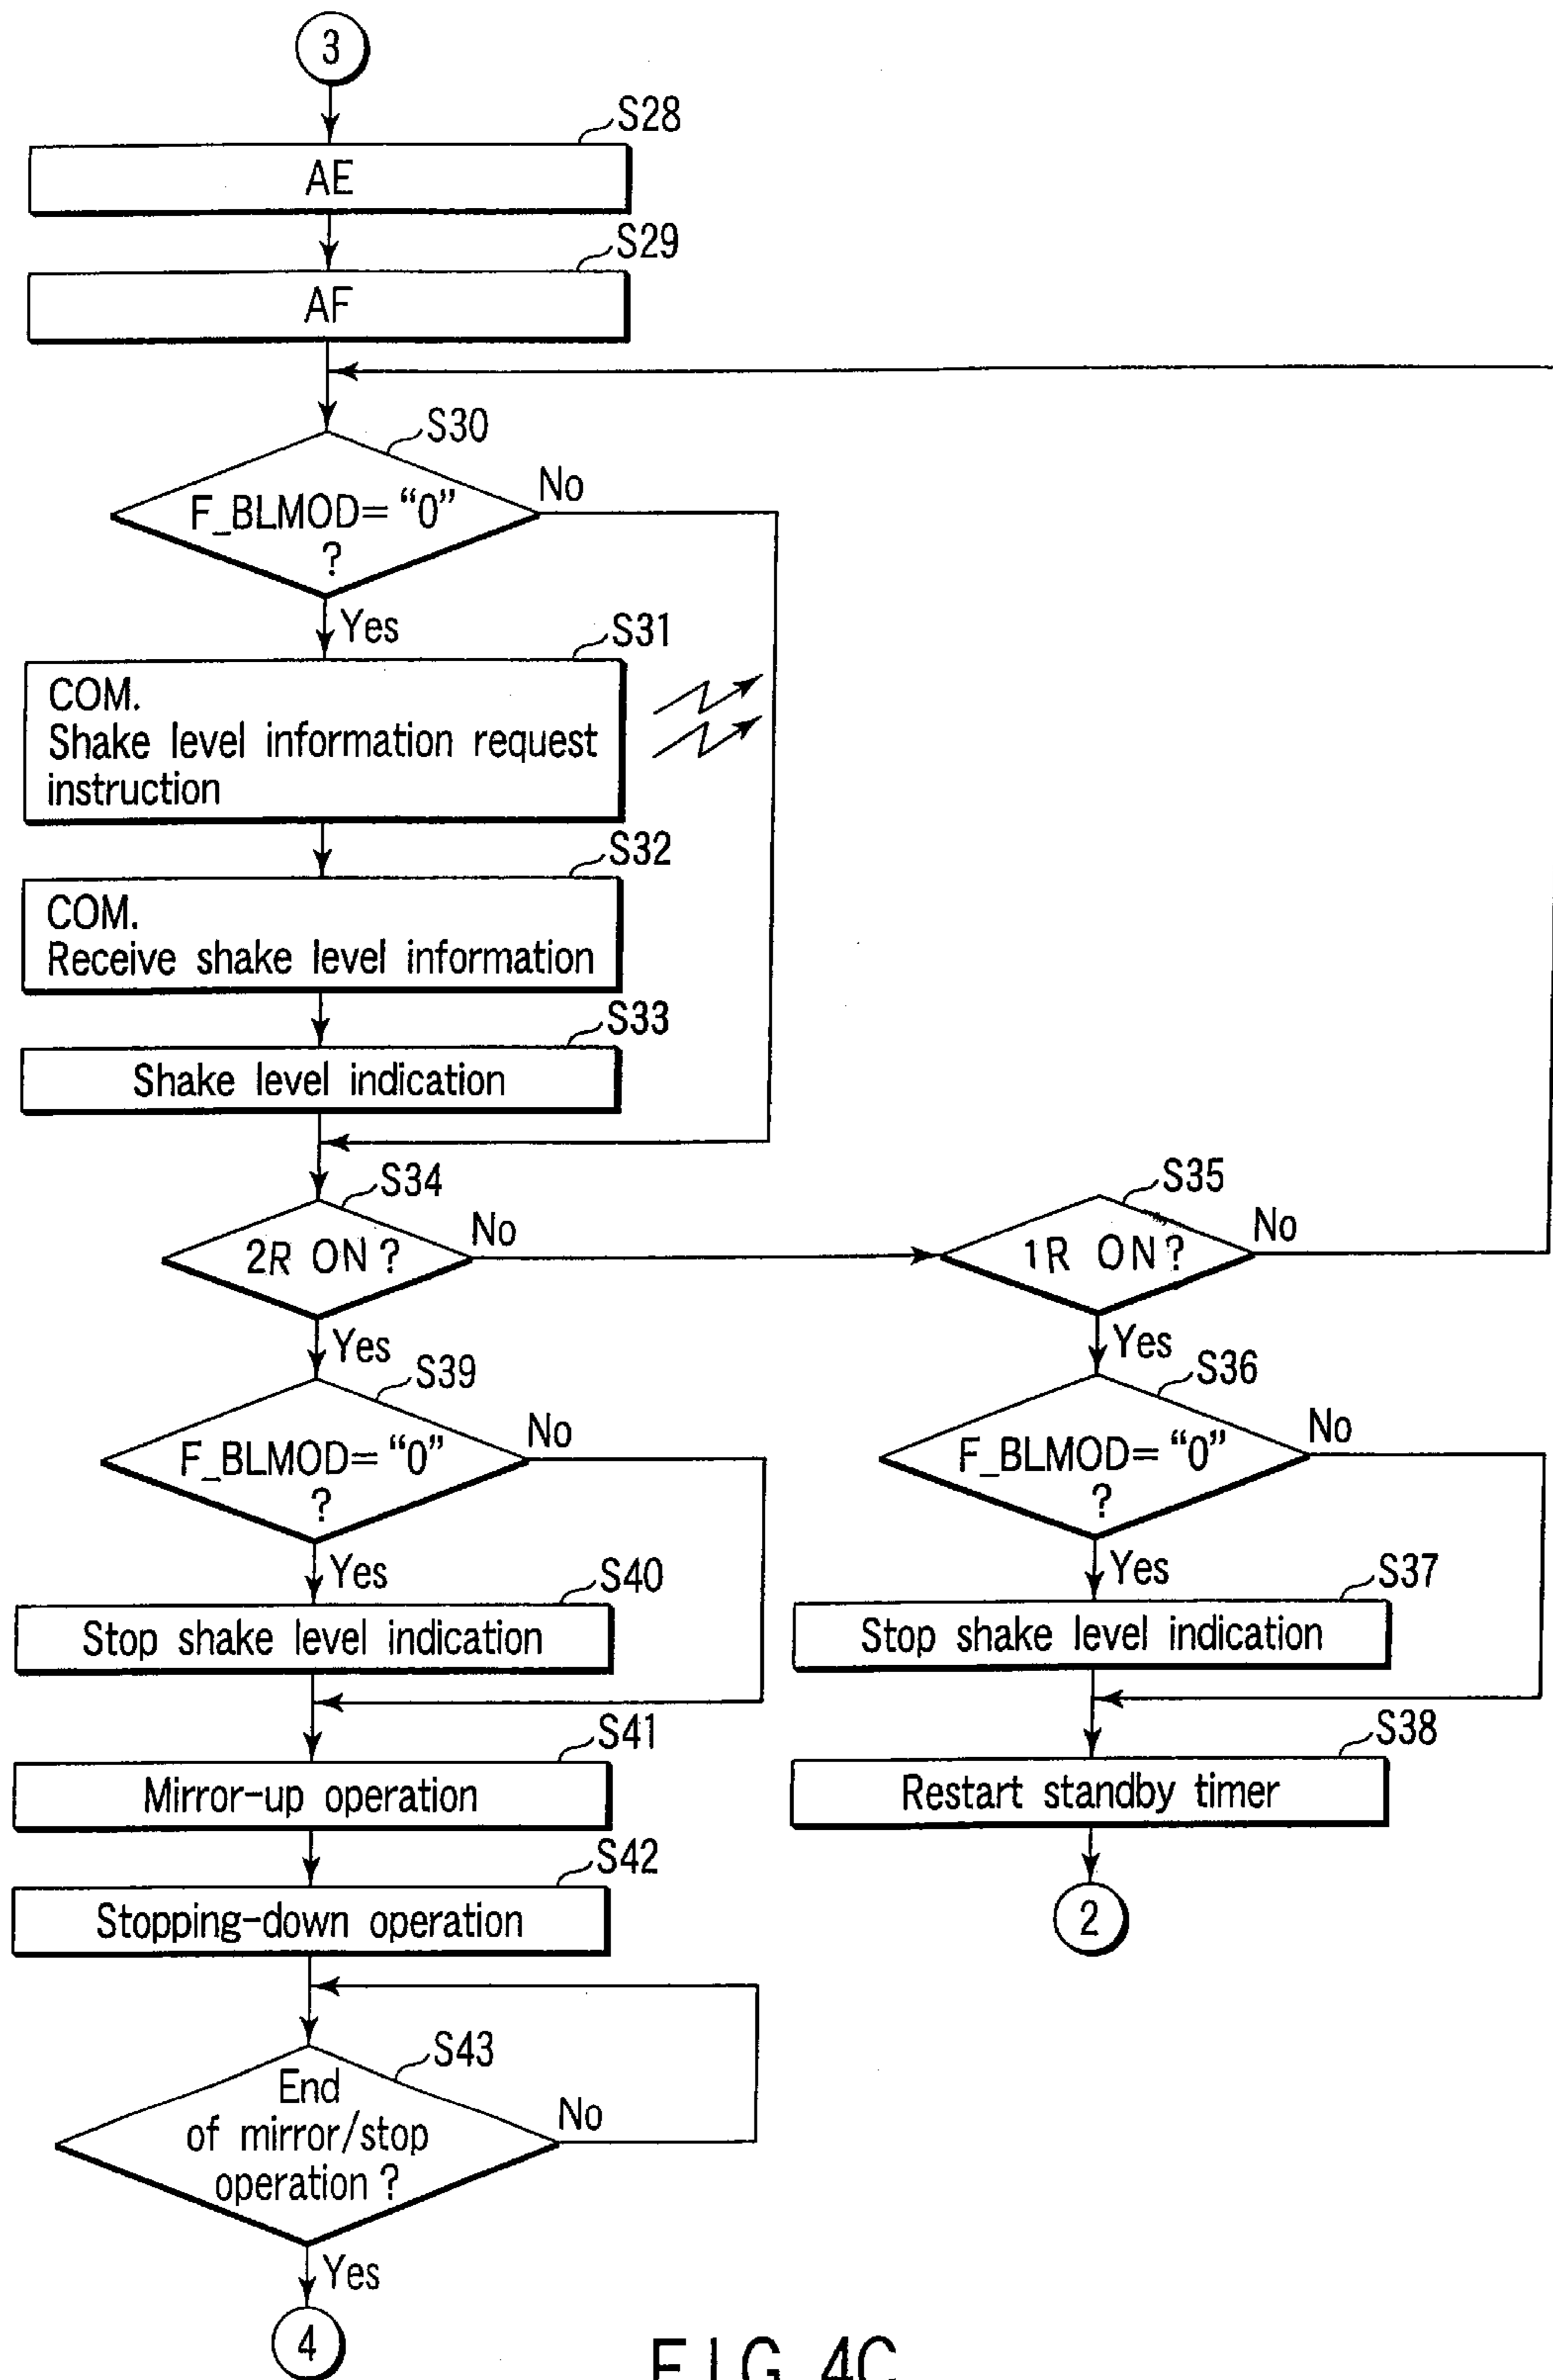 3
S28
AE
S29
AF
S30
F_BLMOD= “0”
?
No
Yes
S31
COM.
Shake level information request
instruction
S32
COM.
Receive shake level information
S33
Shake level indication
S34
2R ON?
No
Yes
S35
1R ON?
No
Yes
S39
F_BLMOD= “0”
?
No
Yes
S36
F_BLMOD= “0”
?
No
Yes
S40
Stop shake level indication
S37
Stop shake level indication
S41
Mirror-up operation
S38
Restart standby timer
S42
Stopping-down operation
2
S43
End
of mirror/stop
operation?
No
Yes
4
FIG. 4C